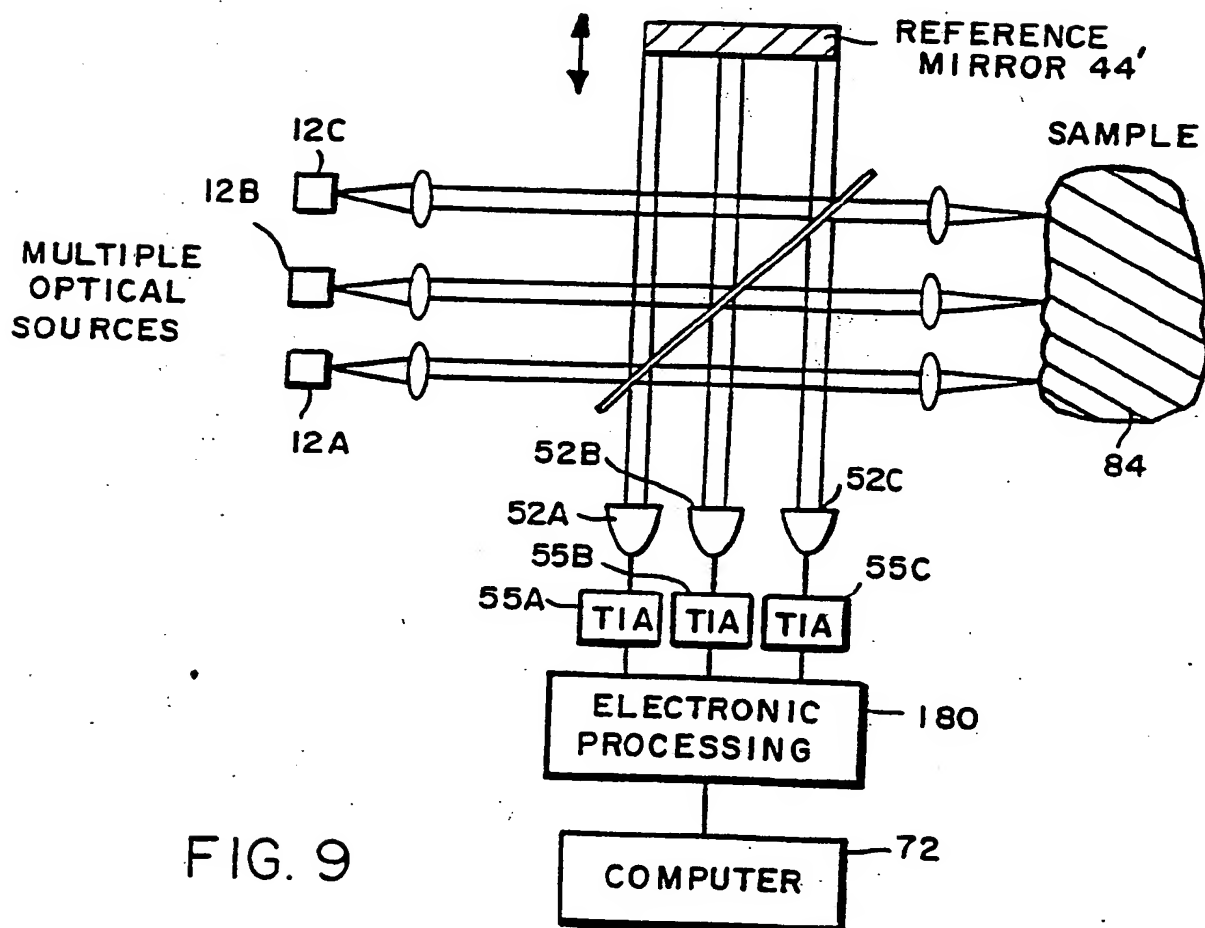 REFERENCE
MIRROR 44'
SAMPLE
12C
12B
MULTIPLE
OPTICAL
SOURCES
12A
84
52B
52C
52A
55B
55C
55A
TIA
TIA
TIA
ELECTRONIC
PROCESSING
180
72
COMPUTER
FIG. 9